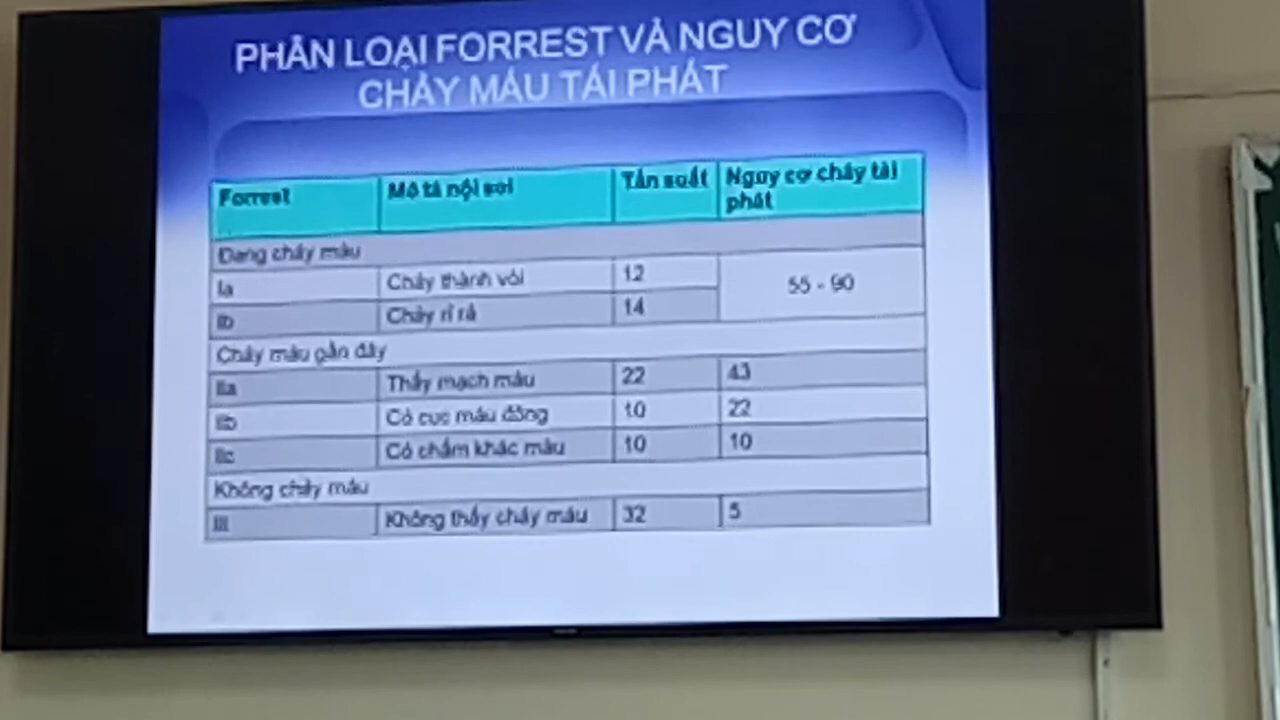 PHÂN LOẠI FORREST VÀ NGUY CƠ
CHẢY MÁU TÁI PHÁT
Forrest Mô tả nội soi Tần suất Nguy cơ chảy tái
phát
Đang chảy máu
Ia Chảy thành vòi 12 55 - 90
Ib Chảy rỉ rả 14
Chảy máu gần đây
IIa Thấy mạch máu 22 43
IIb Có cục máu đông 10 22
IIc Có chấm khác màu 10 10
Không chảy máu
III Không thấy chảy máu 32 5